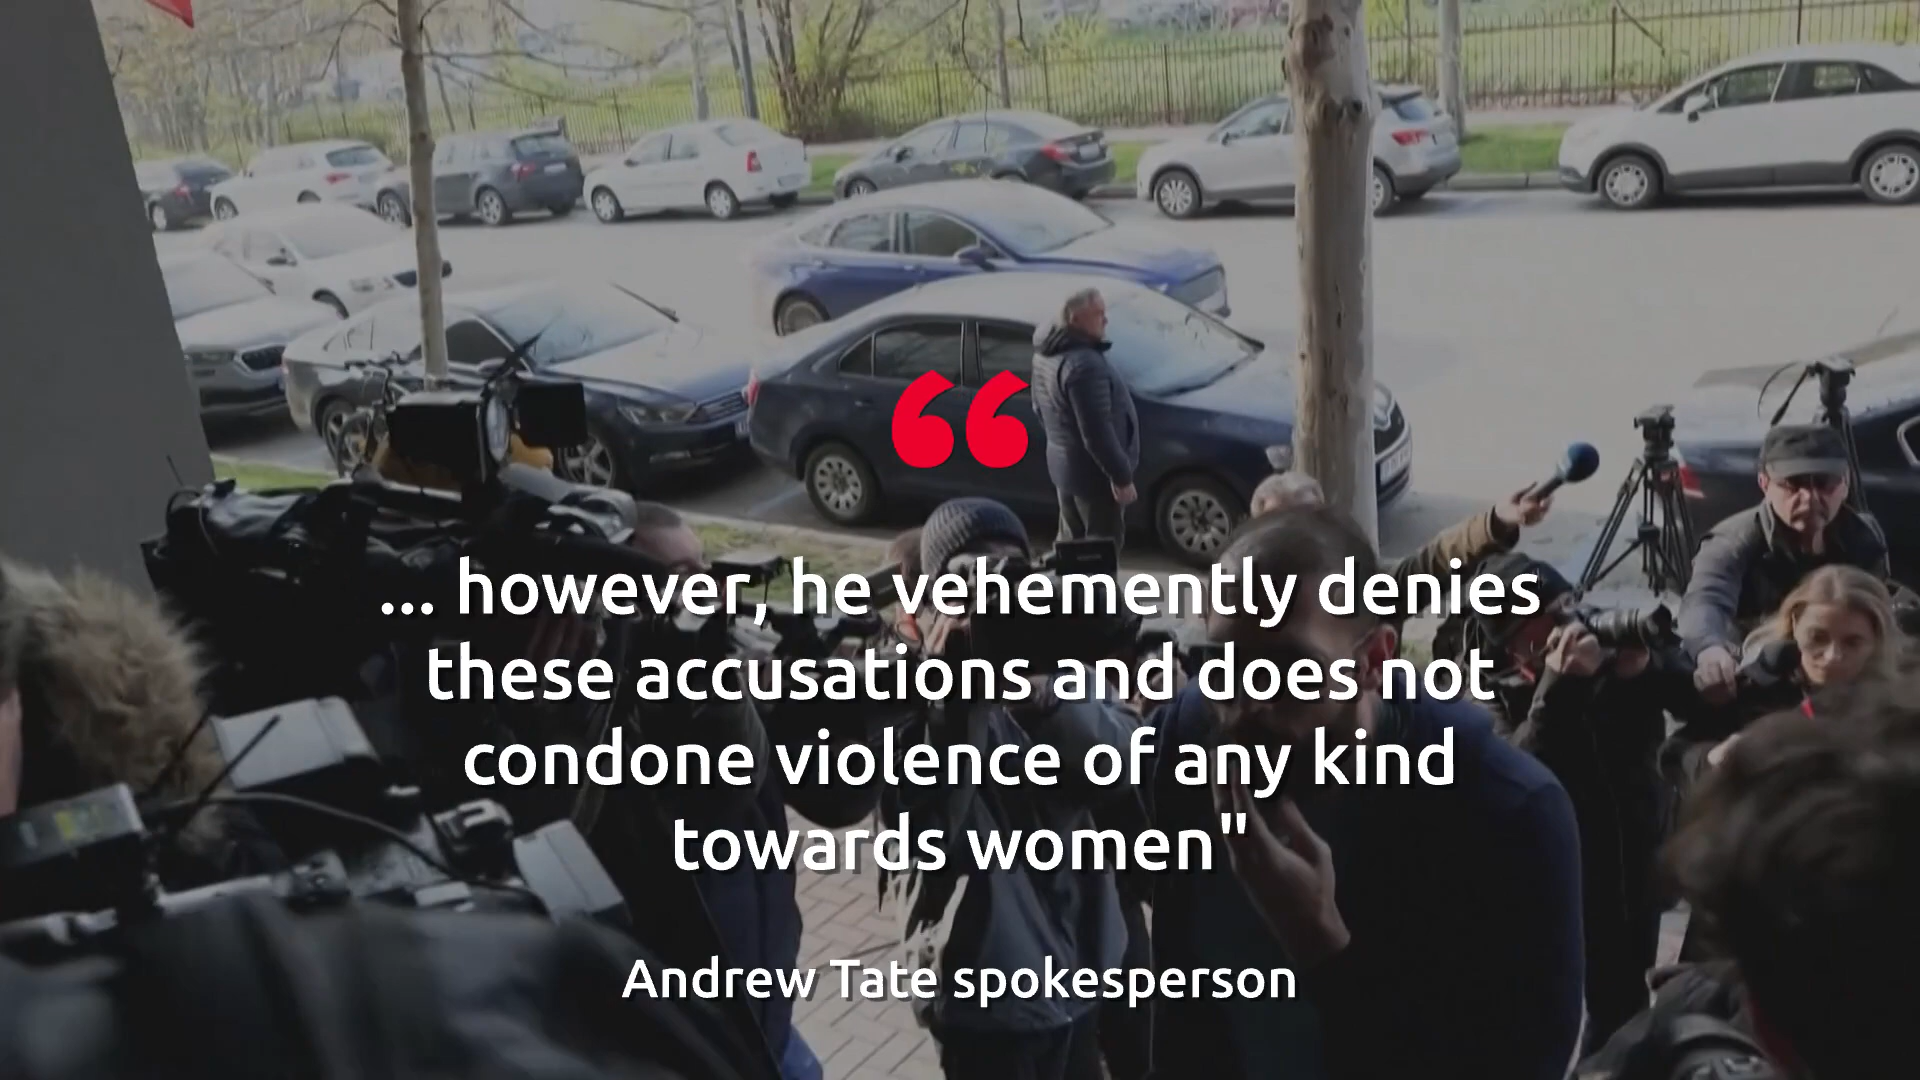 “
... however, he vehemently denies
these accusations and does not
condone violence of any kind
towards women"
Andrew Tate spokesperson